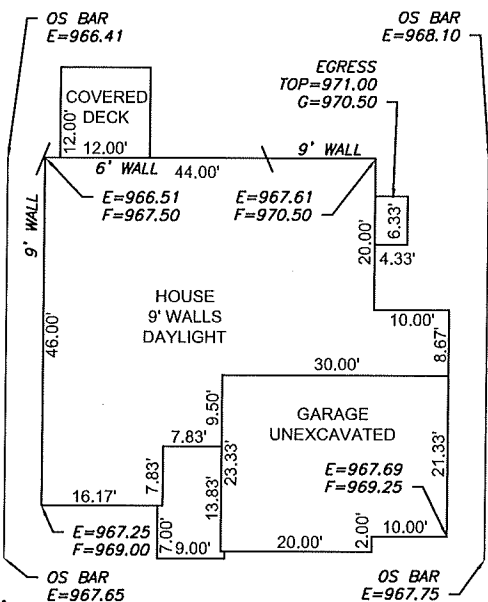 OS BAR
E=966.41
OS BAR
E=968.10
EGRESS
TOP=971.00
G=970.50
COVERED
DECK
12.00'
12.00'
6' WALL
44.00'
9' WALL
9' WALL
E=966.51
F=967.50
E=967.61
F=970.50
6.33'
4.33'
20.00'
HOUSE
9' WALLS
DAYLIGHT
46.00'
10.00'
8.67'
30.00'
9.50'
7.83'
7.83'
23.33'
13.83'
GARAGE
UNEXCAVATED
21.33'
E=967.69
F=969.25
16.17'
7.00'
9.00'
20.00'
2.00'
10.00'
E=967.25
F=969.00
OS BAR
E=967.65
OS BAR
E=967.75